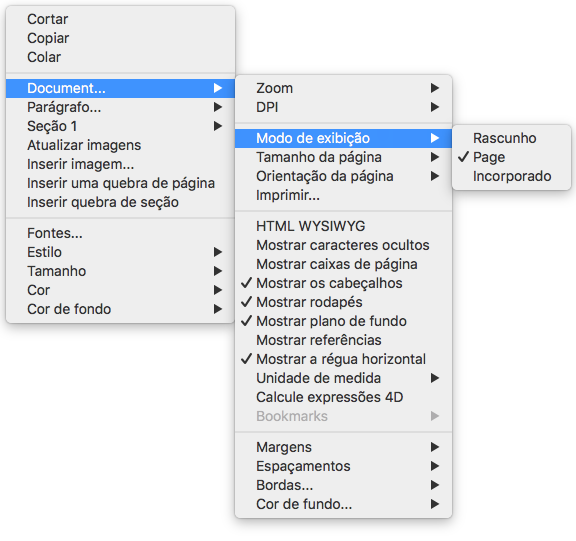 Cortar
Copiar
Colar
Document...
Parágrafo...
Seção 1
Atualizar imagens
Inserir imagem...
Inserir uma quebra de página
Inserir quebra de seção
Fontes...
Estilo
Tamanho
Cor
Cor de fundo
Zoom
DPI
Modo de exibição
Tamanho da página
Orientação da página
Imprimir...
HTML WYSIWYG
Mostrar caracteres ocultos
Mostrar caixas de página
Mostrar os cabeçalhos
Mostrar rodapés
Mostrar plano de fundo
Mostrar referências
Mostrar a régua horizontal
Unidade de medida
Calcule expressões 4D
Bookmarks
Margens
Espaçamentos
Bordas...
Cor de fundo...
Rascunho
Page
Incorporado